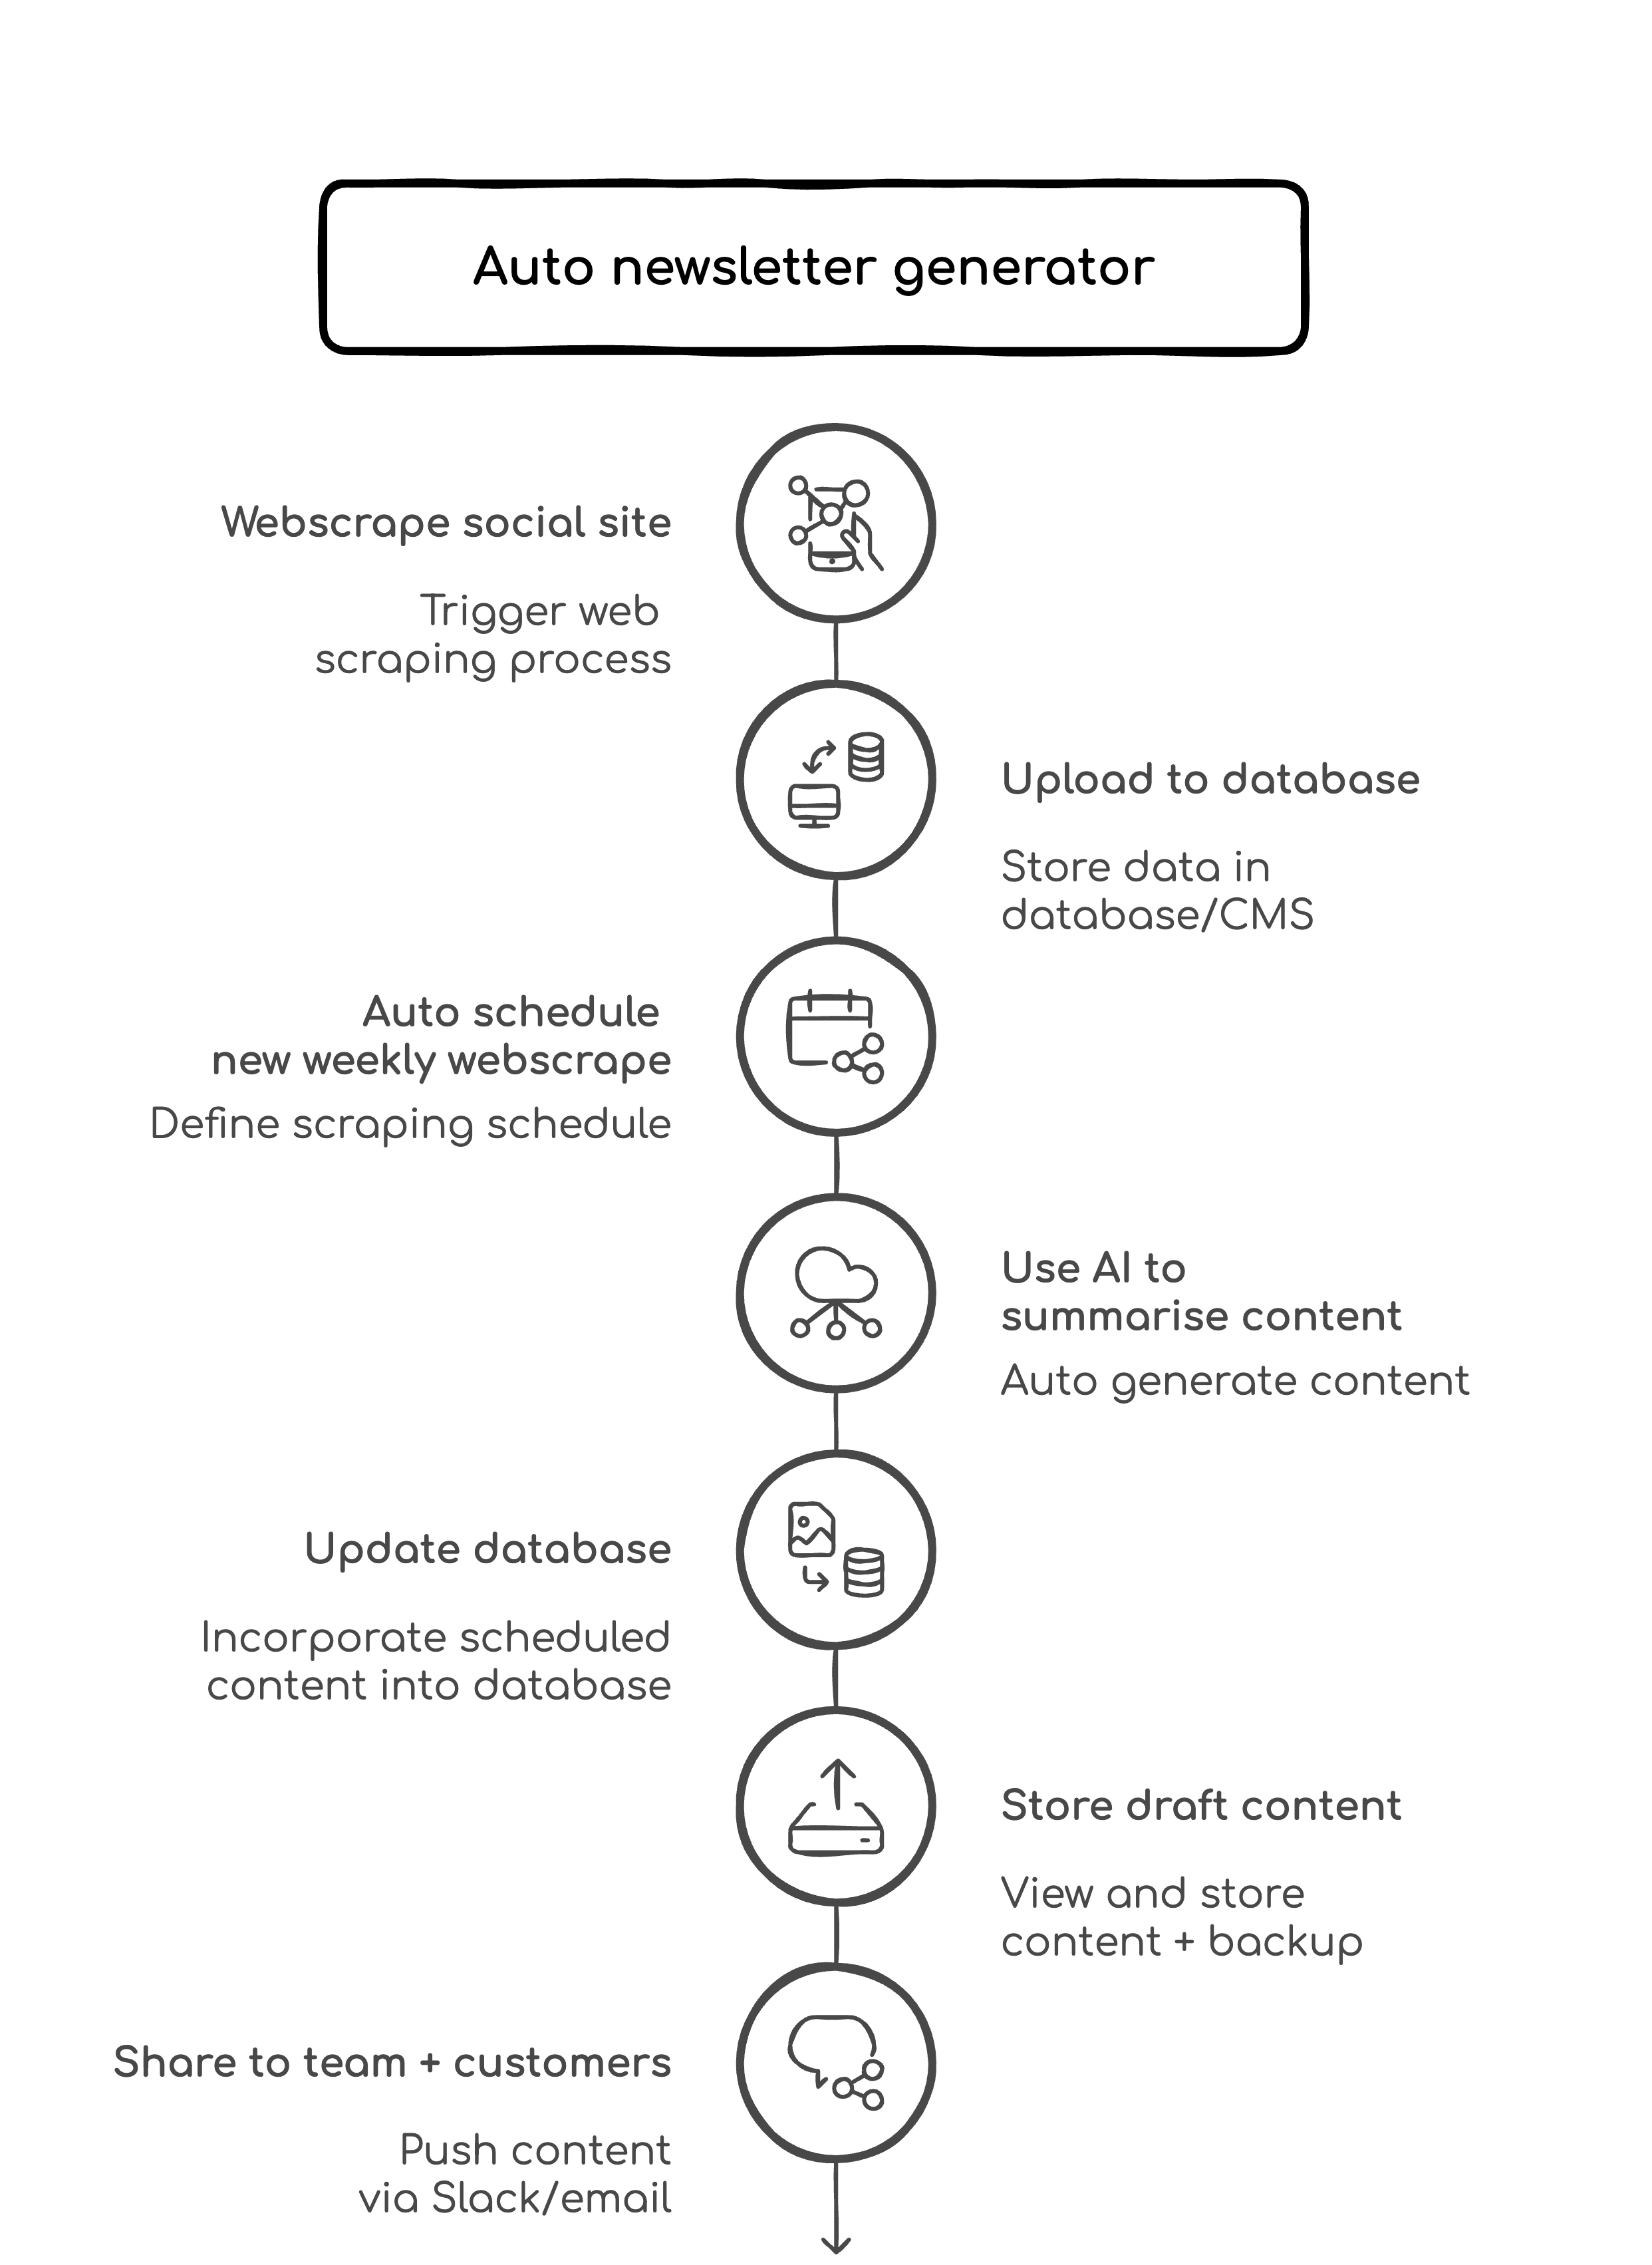 Auto newsletter generator
Webscrape social site
Trigger web
scraping process
Upload to database
Store data in
database/CMS
Auto schedule
new weekly webscrape
Define scraping schedule
Use AI to
summarise content
Auto generate content
Update database
Incorporate scheduled
content into database
Store draft content
View and store
content + backup
Share to team + customers
Push content
via Slack/email